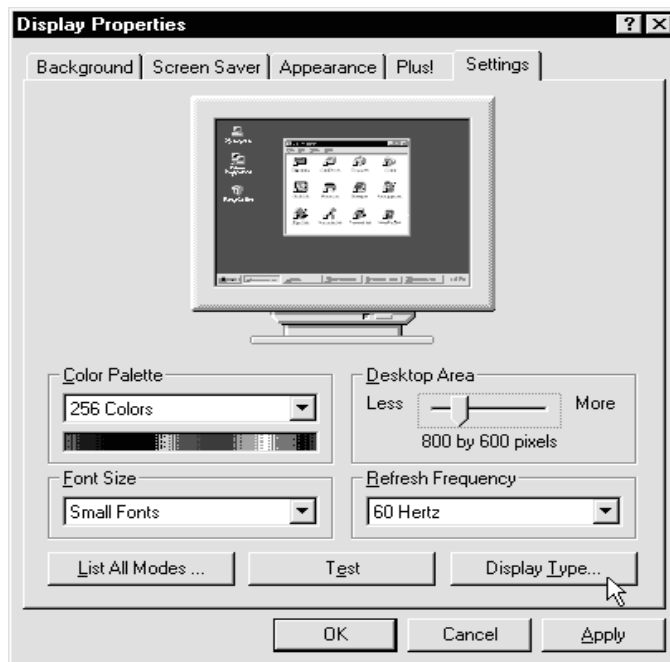 Display Properties
Background Screen Saver Appearance Plus! Settings
Color Palette
256 Colors
Desktop Area
Less More
800 by 600 pixels
Font Size
Small Fonts
Refresh Frequency
60 Hertz
List All Modes ... Test Display Type...
OK Cancel Apply